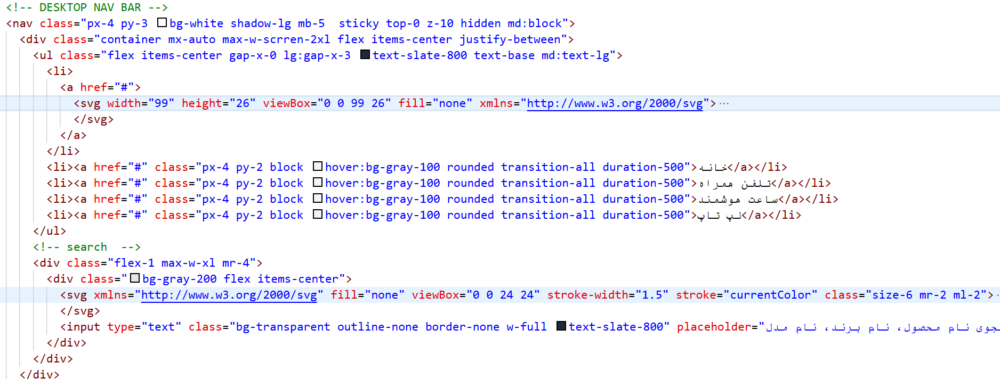 <!-- DESKTOP NAV BAR -->
<nav class="px-4 py-3 bg-white shadow-lg mb-5  sticky top-0 z-10 hidden md:block">
<div class="container mx-auto max-w-scrren-2xl flex items-center justify-between">
<ul class="flex items-center gap-x-0 lg:gap-x-3 text-slate-800 text-base md:text-lg">
<li>
<a href="#">
<svg width="99" height="26" viewBox="0 0 99 26" fill="none" xmlns="http://www.w3.org/2000/svg">···
</svg>
</a>
</li>
<li><a href="#" class="px-4 py-2 block hover:bg-gray-100 rounded transition-all duration-500">خانه</a></li>
<li><a href="#" class="px-4 py-2 block hover:bg-gray-100 rounded transition-all duration-500">تلفن همراه</a></li>
<li><a href="#" class="px-4 py-2 block hover:bg-gray-100 rounded transition-all duration-500">ساعت هوشمند</a></li>
<li><a href="#" class="px-4 py-2 block hover:bg-gray-100 rounded transition-all duration-500">لپ تاپ</a></li>
</ul>
<!-- search  -->
<div class="flex-1 max-w-xl mr-4">
<div class="bg-gray-200 flex items-center">
<svg xmlns="http://www.w3.org/2000/svg" fill="none" viewBox="0 0 24 24" stroke-width="1.5" stroke="currentColor" class="size-6 mr-2 ml-2">
</svg>
<input type="text" class="bg-transparent outline-none border-none w-full text-slate-800" placeholder="نام محصول، نام برند، نام مدل
</div>
</div>
</div>